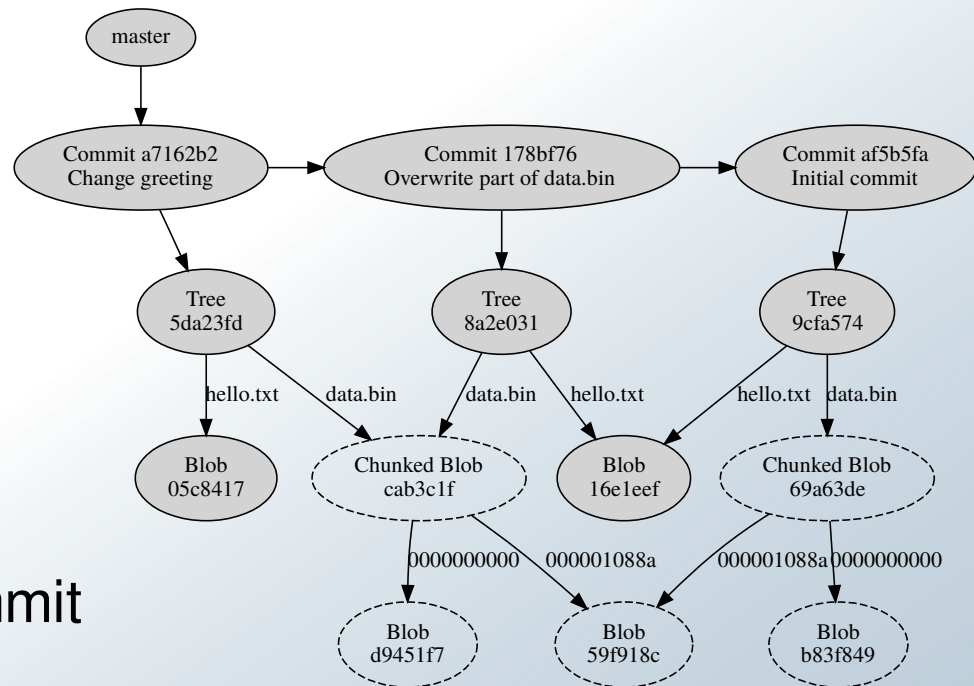 master
Commit a7162b2
Change greeting
Commit 178bf76
Overwrite part of data.bin
Commit af5b5fa
Initial commit
Tree
5da23fd
Tree
8a2e031
Tree
9cfa574
hello.txt
data.bin
data.bin
hello.txt
hello.txt
data.bin
Blob
05c8417
Chunked Blob
cab3c1f
Blob
16e1eef
Chunked Blob
69a63de
0000000000
000001088a
000001088a
0000000000
mmit
Blob
d9451f7
Blob
59f918c
Blob
b83f849